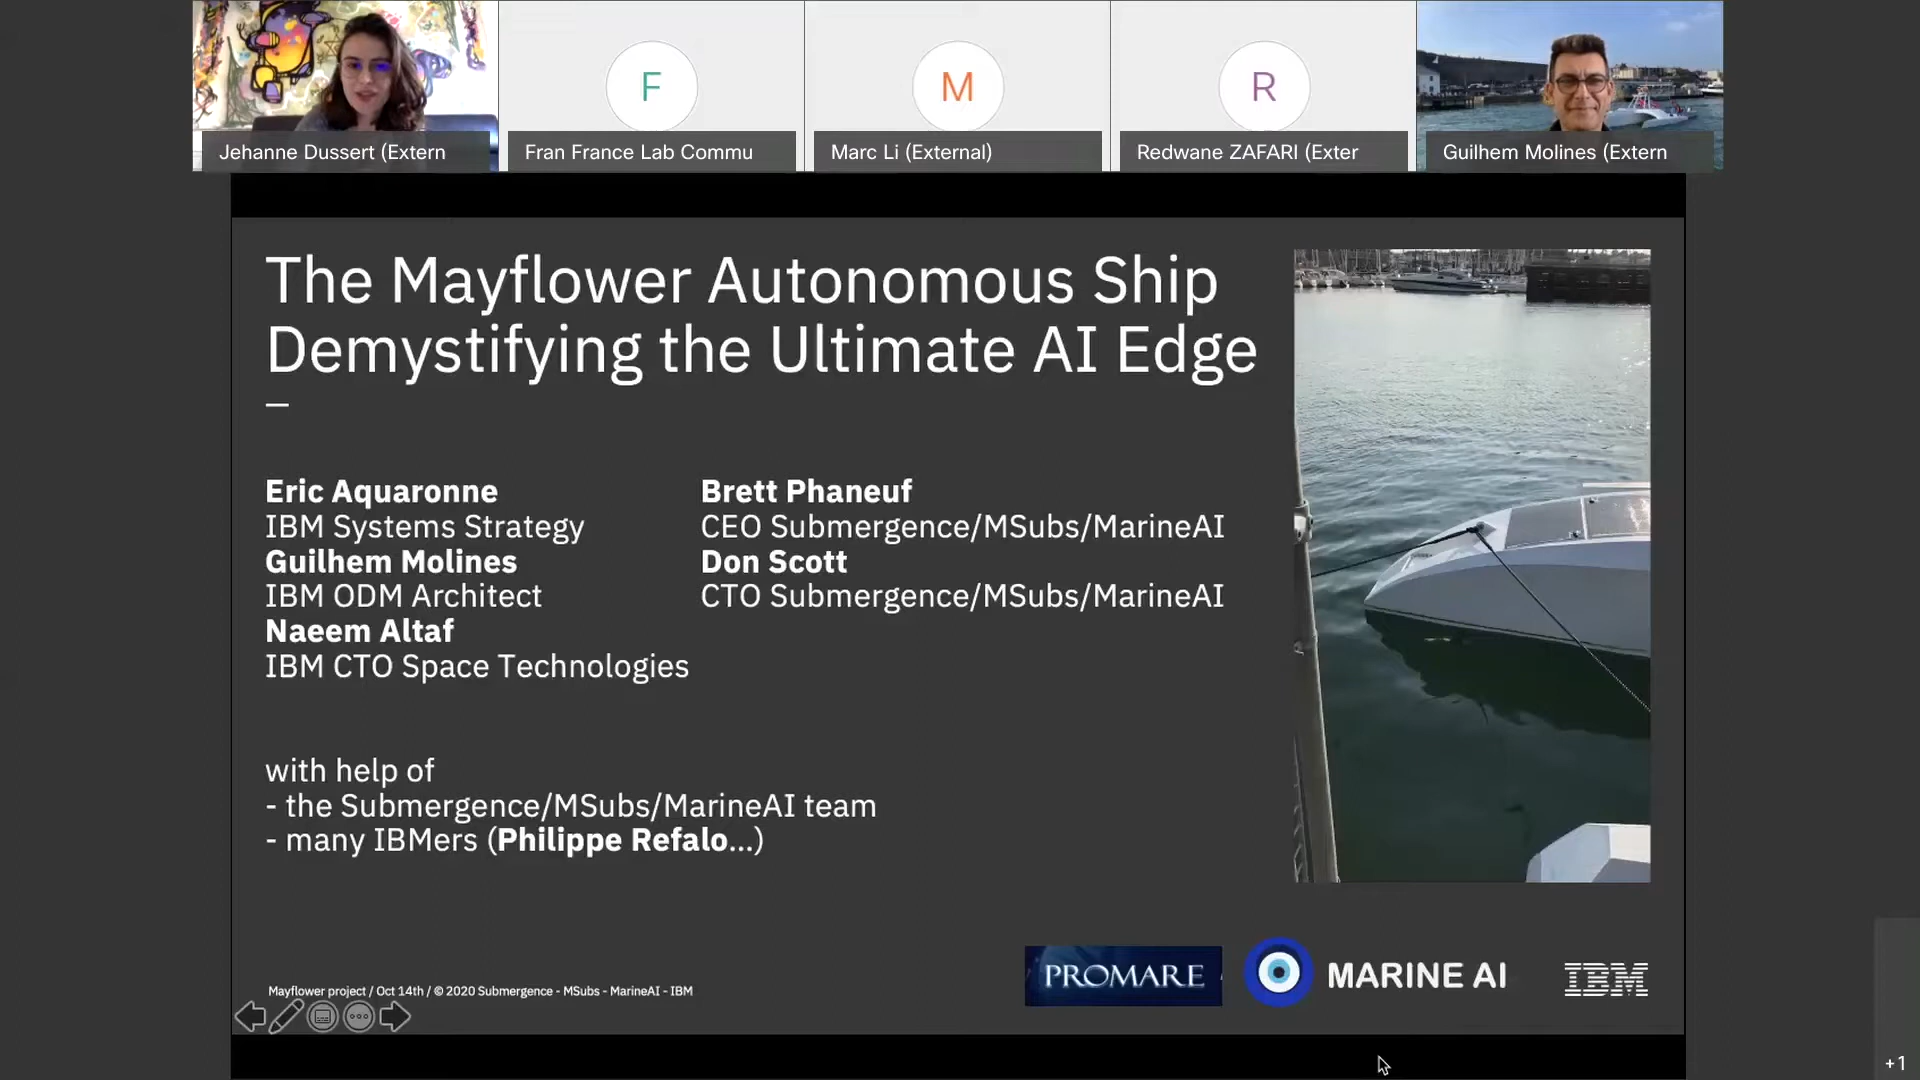 F
M
R
Jehanne Dussert (Extern
Fran France Lab Commu
Marc Li (External)
Redwane ZAFARI (Exter
Guilhem Molines (Extern
The Mayflower Autonomous Ship
Demystifying the Ultimate AI Edge
–
Eric Aquaronne
IBM Systems Strategy
Guilhem Molines
IBM ODM Architect
Naeem Altaf
IBM CTO Space Technologies
Brett Phaneuf
CEO Submergence/MSubs/MarineAI
Don Scott
CTO Submergence/MSubs/MarineAI
with help of
- the Submergence/MSubs/MarineAI team
- many IBMers (Philippe Refalo...)
PROMARE
MARINE AI
IBM
Mayflower project / Oct 14th / © 2020 Submergence - MSubs - MarineAI - IBM
+1